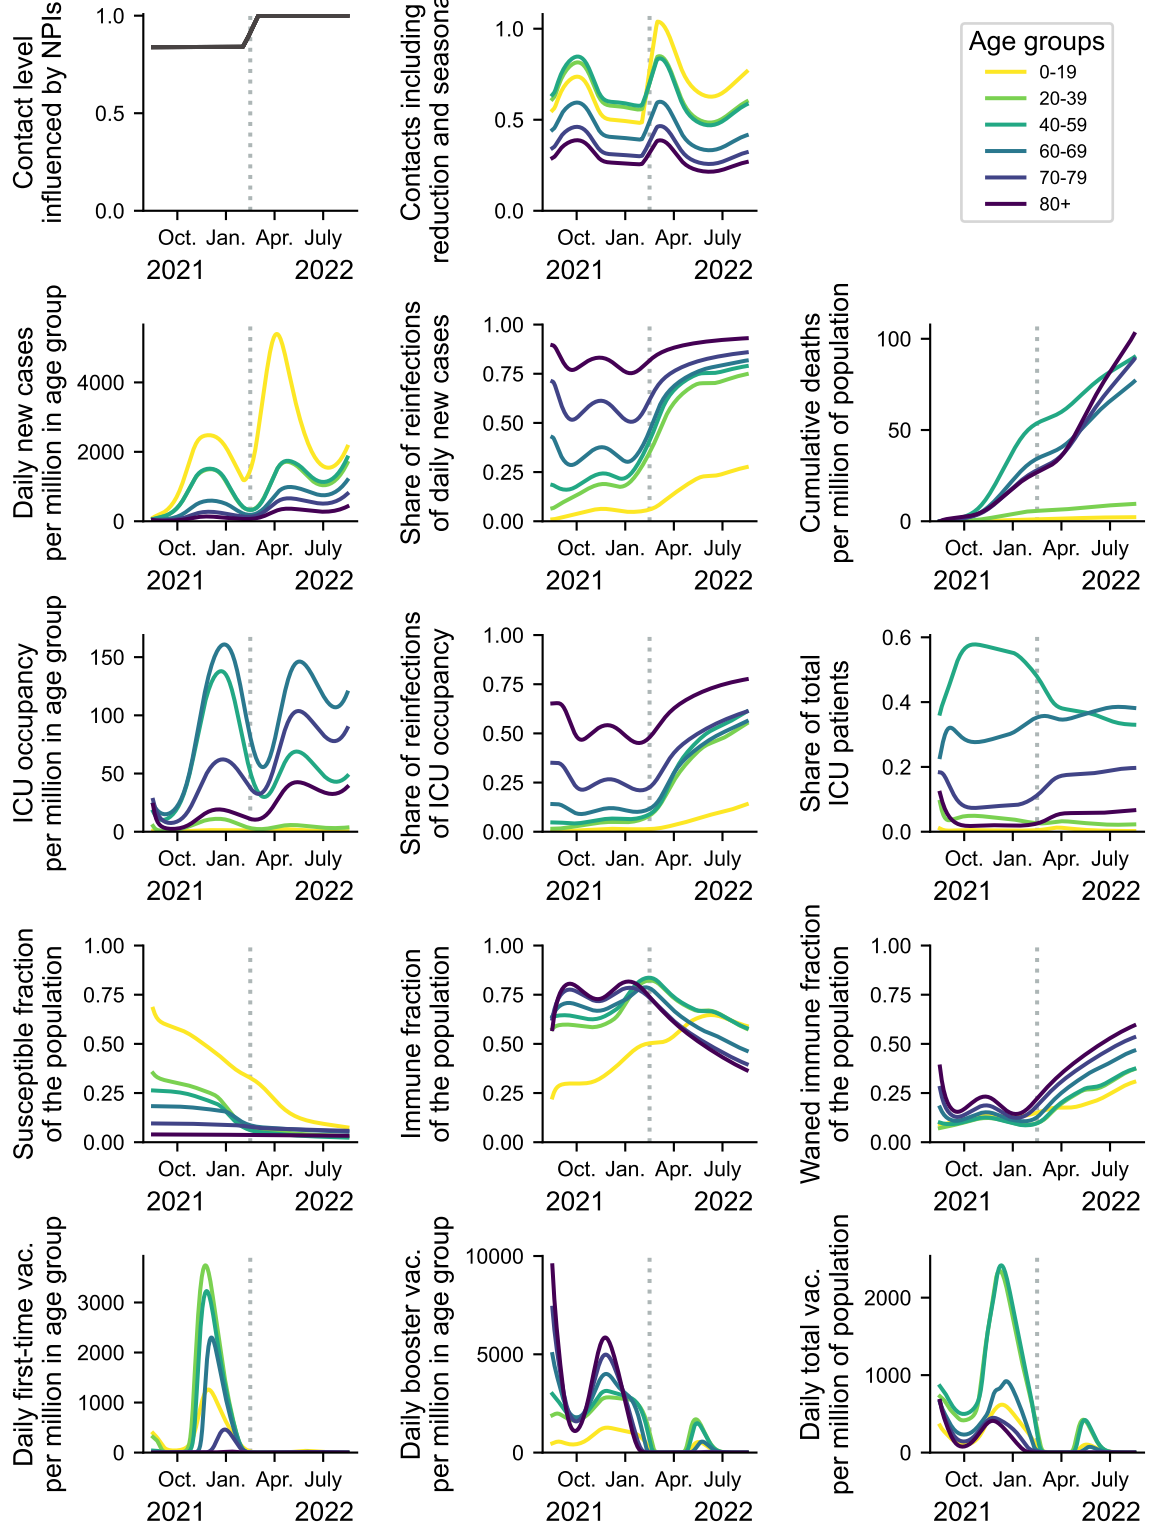 Contact level
influenced by NPIs
1.0
0.5
0.0
Oct. Jan. Apr. July
2021 2022
Contacts including
reduction and seasona
1.0
0.5
0.0
Oct. Jan. Apr. July
2021 2022
Age groups
0-19
20-39
40-59
60-69
70-79
80+
Daily new cases
per million in age group
4000
2000
0
Oct. Jan. Apr. July
2021 2022
Share of reinfections
of daily new cases
1.00
0.75
0.50
0.25
0.00
Oct. Jan. Apr. July
2021 2022
Cumulative deaths
per million of population
100
50
0
Oct. Jan. Apr. July
2021 2022
ICU occupancy
per million in age group
150
100
50
0
Oct. Jan. Apr. July
2021 2022
Share of reinfections
of ICU occupancy
1.00
0.75
0.50
0.25
0.00
Oct. Jan. Apr. July
2021 2022
Share of total
ICU patients
0.6
0.4
0.2
0.0
Oct. Jan. Apr. July
2021 2022
Susceptible fraction
of the population
1.00
0.75
0.50
0.25
0.00
Oct. Jan. Apr. July
2021 2022
Immune fraction
of the population
1.00
0.75
0.50
0.25
0.00
Oct. Jan. Apr. July
2021 2022
Waned immune fraction
of the population
1.00
0.75
0.50
0.25
0.00
Oct. Jan. Apr. July
2021 2022
Daily first-time vac.
per million in age group
3000
2000
1000
0
Oct. Jan. Apr. July
2021 2022
Daily booster vac.
per million in age group
10000
5000
0
Oct. Jan. Apr. July
2021 2022
Daily total vac.
per million of population
2000
1000
0
Oct. Jan. Apr. July
2021 2022